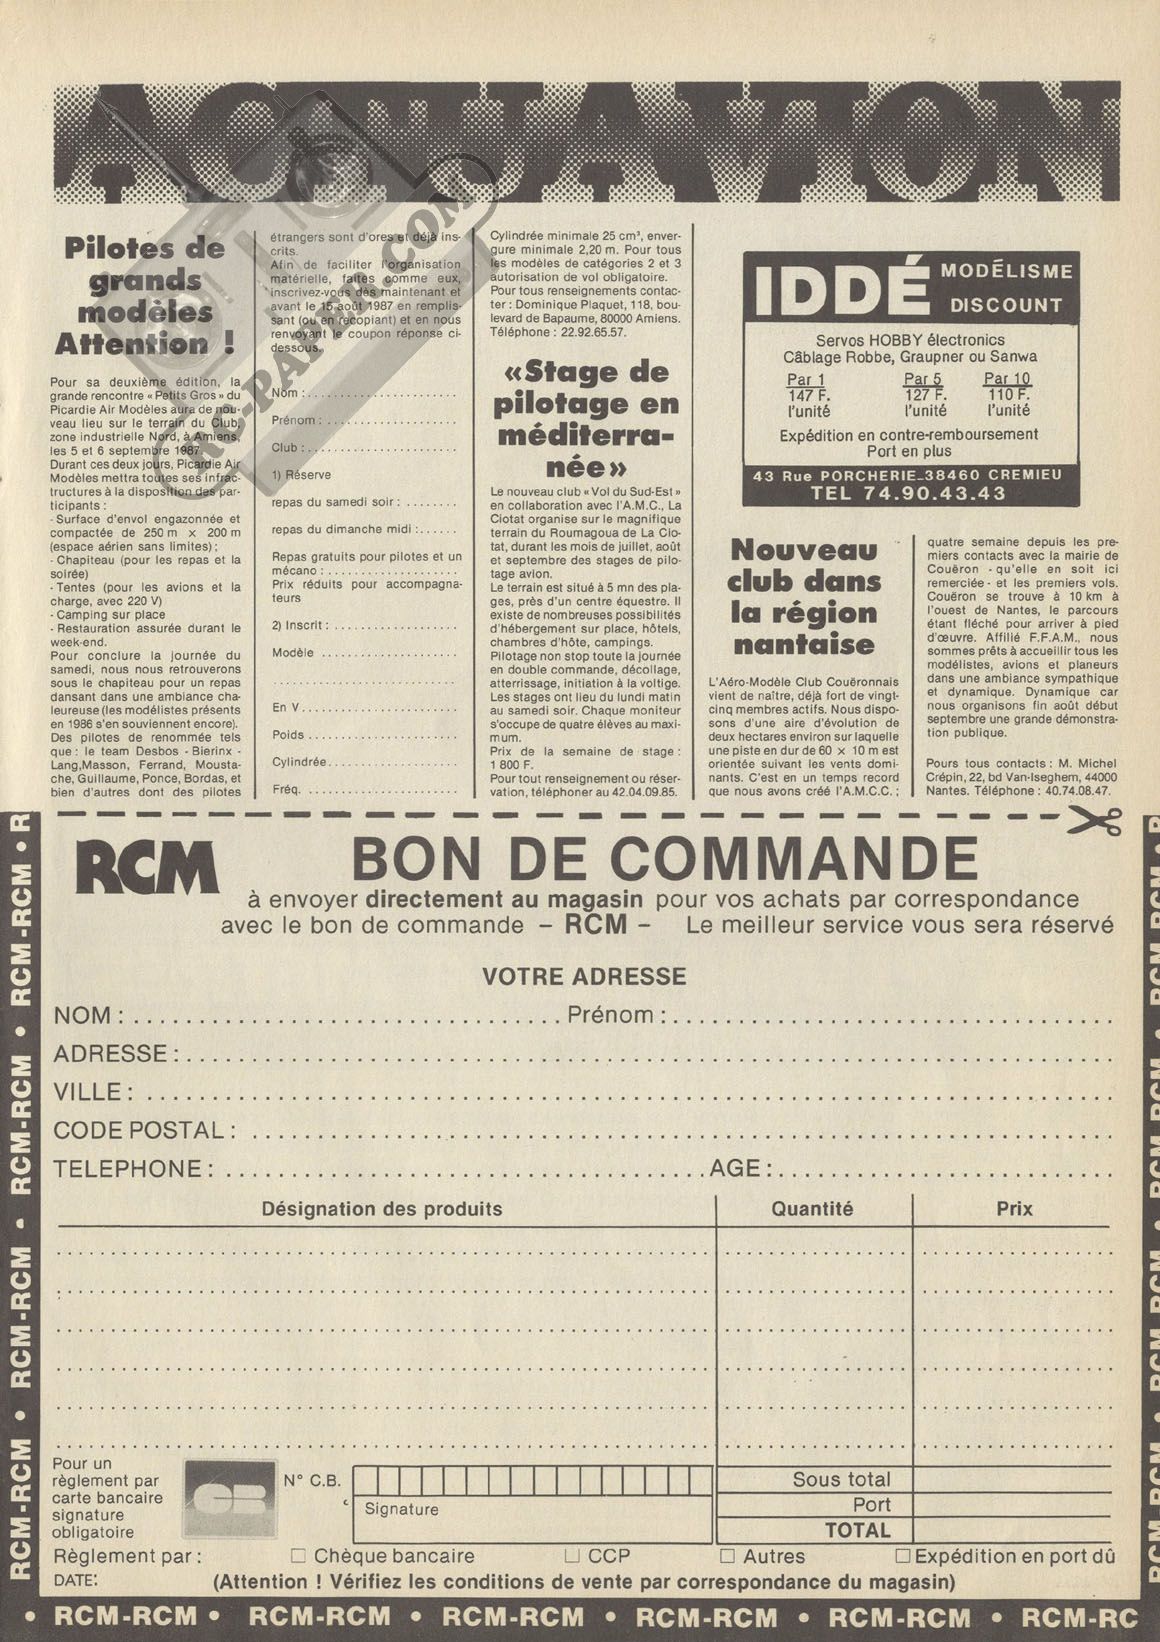 ACTUAVION
RC-PAPER.COM
Pilotes de
grands
modèles
Attention !
Pour sa deuxième édition, la
grande rencontre « Petits Gros » du
Picardie Air Modèles aura de nou-
veau lieu sur le terrain du Club,
zone industrielle Nord, à Amiens,
les 5 et 6 septembre 1987.
Durant ces deux jours, Picardie Air
Modèles mettra toutes ses infras-
tructures à la disposition des par-
ticipants :
- Surface d'envol engazonnée et
compactée de 250 m × 200 m
(espace aérien sans limites) ;
- Chapiteau (pour les repas et la
soirée)
- Tentes (pour les avions et la
charge, avec 220 V)
- Camping sur place
- Restauration assurée durant le
week-end.
Pour conclure la journée du
samedi, nous nous retrouverons
sous le chapiteau pour un repas
dansant dans une ambiance cha-
leureuse (les modélistes présents
en 1986 s'en souviennent encore).
Des pilotes de renommée tels
que : le team Desbos - Bierinx -
Lang, Masson, Ferrand, Mousta-
che, Guillaume, Ponce, Bordas, et
bien d'autres dont des pilotes
étrangers sont d'ores et déjà ins-
crits.
Afin de faciliter l'organisation
matérielle, faites comme eux,
inscrivez-vous dès maintenant et
avant le 15 août 1987 en remplis-
sant (ou en recopiant) et en nous
renvoyant le coupon réponse ci-
dessous.
Nom : ....................
Prénom : ....................
Club : ....................
1) Réserve
repas du samedi soir : ........
repas du dimanche midi : ......
Repas gratuits pour pilotes et un
mécano : ....................
Prix réduits pour accompagna-
teurs
2) Inscrit : ....................
Modèle ....................
....................
En V ....................
Poids ....................
Cylindrée ....................
Fréq. ....................
Cylindrée minimale 25 cm³, enver-
gure minimale 2,20 m. Pour tous
les modèles de catégories 2 et 3
autorisation de vol obligatoire.
Pour tous renseignements contac-
ter : Dominique Plaquet, 118, bou-
levard de Bapaume, 80000 Amiens.
Téléphone : 22.92.65.57.
«Stage de
pilotage en
méditerra-
née»
Le nouveau club « Vol du Sud-Est »
en collaboration avec l'A.M.C., La
Ciotat organise sur le magnifique
terrain du Roumagoua de La Cio-
tat, durant les mois de juillet, août
et septembre des stages de pilo-
tage avion.
Le terrain est situé à 5 mn des pla-
ges, près d'un centre équestre. Il
existe de nombreuses possibilités
d'hébergement sur place, hôtels,
chambres d'hôte, campings.
Pilotage non stop toute la journée
en double commande, décollage,
atterrissage, initiation à la voltige.
Les stages ont lieu du lundi matin
au samedi soir. Chaque moniteur
s'occupe de quatre élèves au maxi-
mum.
Prix de la semaine de stage :
1 800 F.
Pour tout renseignement ou réser-
vation, téléphoner au 42.04.09.85.
IDDÉ MODÉLISME
DISCOUNT
Servos HOBBY électronics
Câblage Robbe, Graupner ou Sanwa
Par 1 Par 5 Par 10
147 F. 127 F. 110 F.
l'unité l'unité l'unité
Expédition en contre-remboursement
Port en plus
43 Rue PORCHERIE_38460 CREMIEU
TEL 74.90.43.43
Nouveau
club dans
la région
nantaise
L'Aéro-Modèle Club Couëronnais
vient de naître, déjà fort de vingt-
cinq membres actifs. Nous dispo-
sons d'une aire d'évolution de
deux hectares environ sur laquelle
une piste en dur de 60 × 10 m est
orientée suivant les vents domi-
nants. C'est en un temps record
que nous avons créé l'A.M.C.C. ;
quatre semaine depuis les pre-
miers contacts avec la mairie de
Couëron - qu'elle en soit ici
remerciée - et les premiers vols.
Couëron se trouve à 10 km à
l'ouest de Nantes, le parcours
étant fléché pour arriver à pied
d'œuvre. Affilié F.F.A.M., nous
sommes prêts à accueillir tous les
modélistes, avions et planeurs
dans une ambiance sympathique
et dynamique. Dynamique car
nous organisons fin août début
septembre une grande démonstra-
tion publique.
Pours tous contacts : M. Michel
Crépin, 22, bd Van-Iseghem, 44000
Nantes. Téléphone : 40.74.08.47.
RCM BON DE COMMANDE
à envoyer directement au magasin pour vos achats par correspondance
avec le bon de commande – RCM – Le meilleur service vous sera réservé
VOTRE ADRESSE
NOM : .............................. Prénom : ..............................
ADRESSE : ............................................................
VILLE : ............................................................
CODE POSTAL : ............................................................
TELEPHONE : .............................. AGE : ..............................
Désignation des produits Quantité Prix
Pour un
règlement par
carte bancaire
signature
obligatoire
CB
N° C.B.
Signature
Sous total
Port
TOTAL
Règlement par : □ Chèque bancaire □ CCP □ Autres □ Expédition en port dû
DATE: (Attention ! Vérifiez les conditions de vente par correspondance du magasin)
• RCM-RCM • RCM-RCM • RCM-RCM • RCM-RCM • RCM-RCM • RCM-RC
RCM-RCM • RCM-RCM • RCM-RCM • RCM-RCM • R
RCM-RCM • RCM-RCM • RCM-RCM • RCM-RCM • R